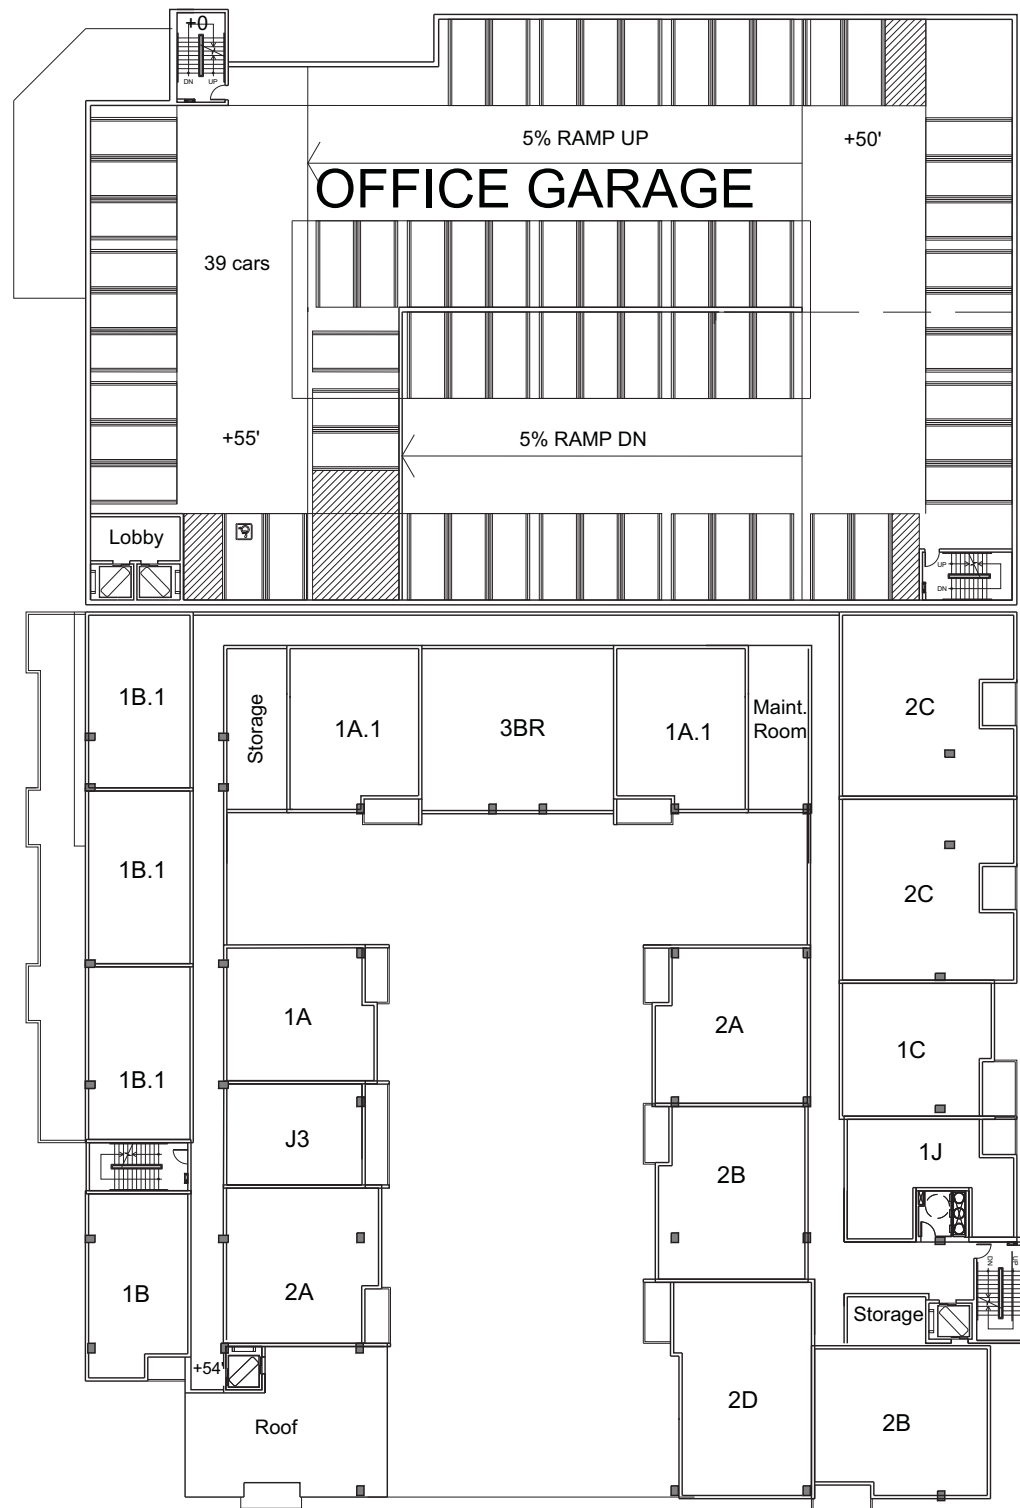 +0
DN UP
5% RAMP UP
+50'
OFFICE GARAGE
39 cars
+55'
5% RAMP DN
Lobby
UP
DN
1B.1
Storage
1A.1
3BR
1A.1
Maint.
Room
2C
1B.1
2C
1A
2A
1C
1B.1
J3
2B
1J
1B
2A
DN
UP
Storage
+54'
Roof
2D
2B